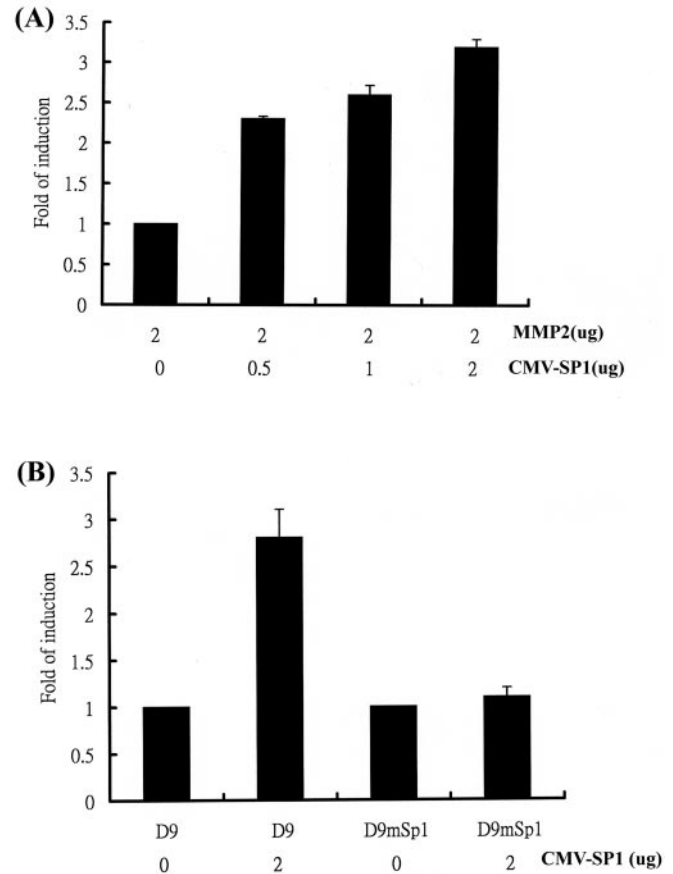 (A)
3.5
3
2.5
2
1.5
1
0.5
0
Fold of induction
2 2 2 2 MMP2(ug)
0 0.5 1 2 CMV-SP1(ug)
(B)
3.5
3
2.5
2
1.5
1
0.5
0
Fold of induction
D9 D9 D9mSp1 D9mSp1
0 2 0 2 CMV-SP1 (ug)